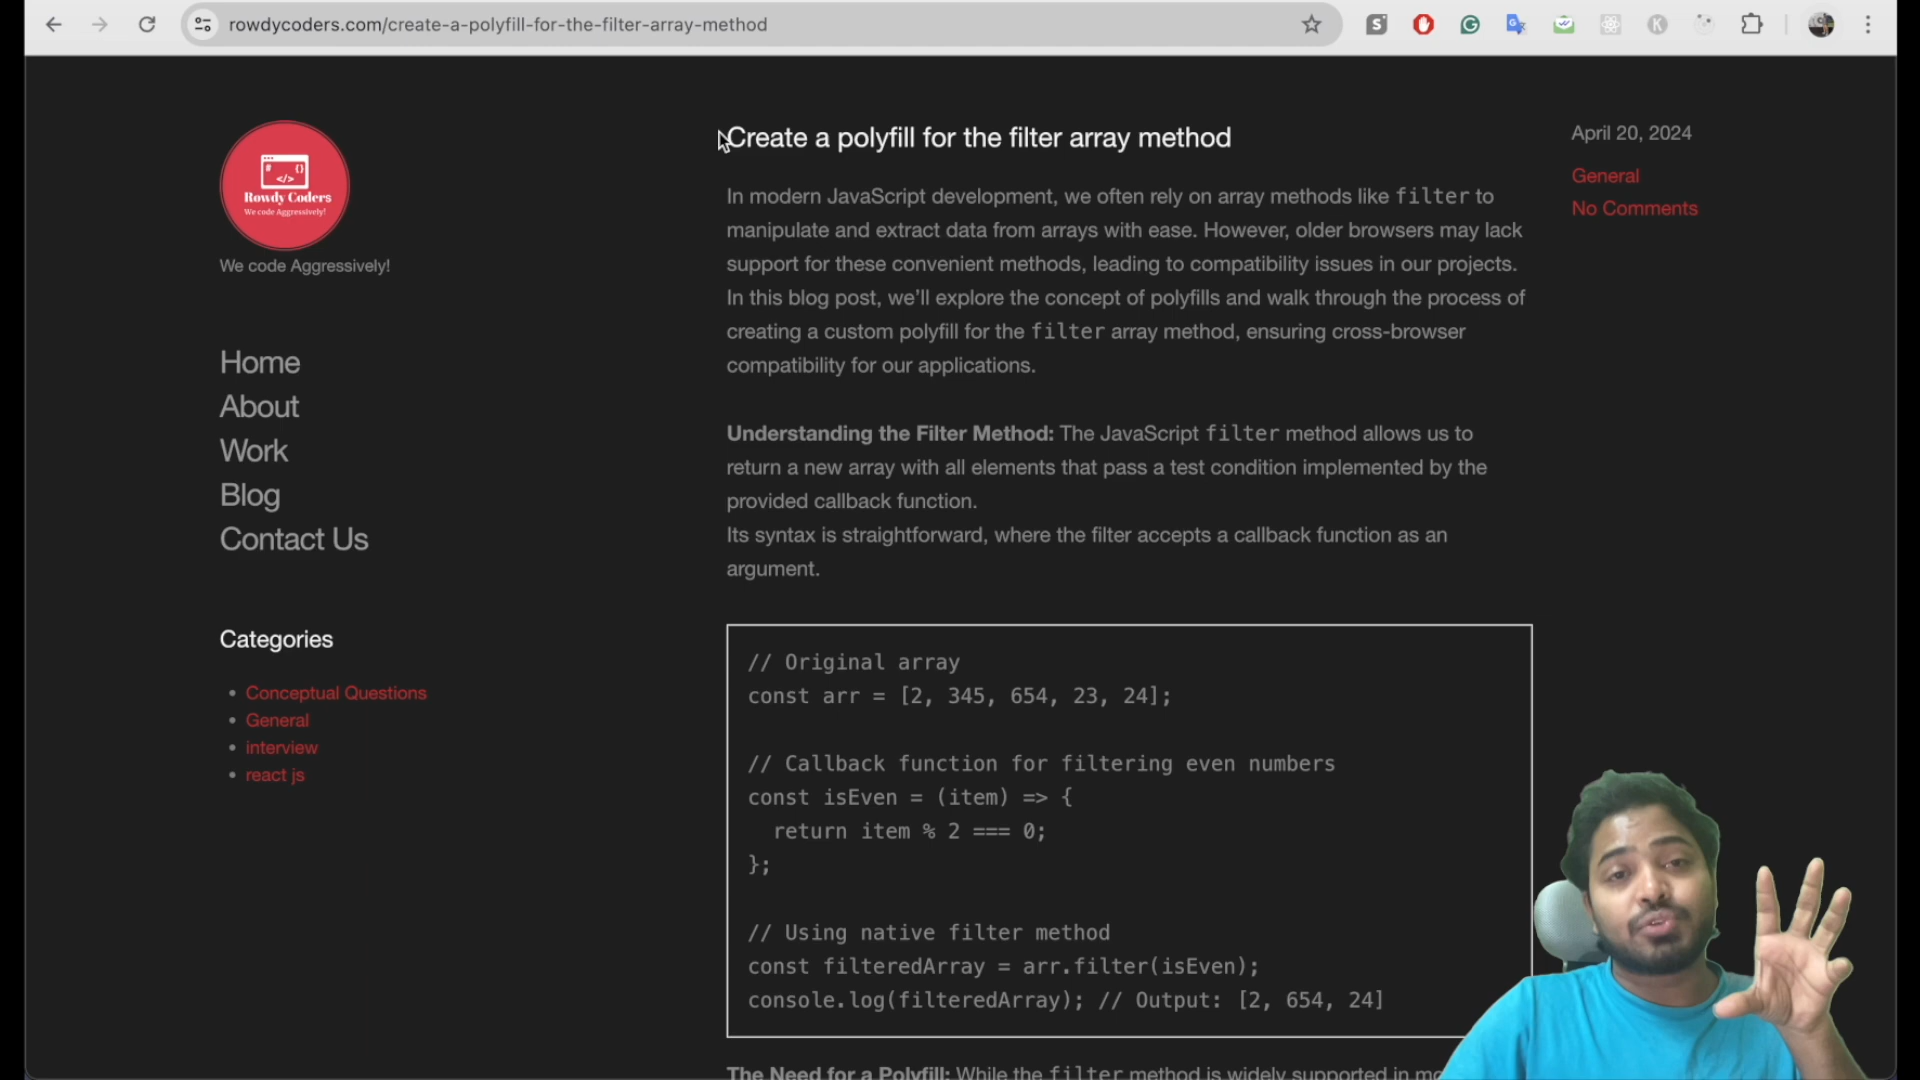 rowdycoders.com/create-a-polyfill-for-the-filter-array-method
# {}
</>
Rowdy Coders
We code Aggressively!
We code Aggressively!
Home
About
Work
Blog
Contact Us
Categories
Conceptual Questions
General
interview
react js
Create a polyfill for the filter array method
In modern JavaScript development, we often rely on array methods like filter to
manipulate and extract data from arrays with ease. However, older browsers may lack
support for these convenient methods, leading to compatibility issues in our projects.
In this blog post, we’ll explore the concept of polyfills and walk through the process of
creating a custom polyfill for the filter array method, ensuring cross-browser
compatibility for our applications.
Understanding the Filter Method: The JavaScript filter method allows us to
return a new array with all elements that pass a test condition implemented by the
provided callback function.
Its syntax is straightforward, where the filter accepts a callback function as an
argument.
// Original array
const arr = [2, 345, 654, 23, 24];
// Callback function for filtering even numbers
const isEven = (item) => {
return item % 2 === 0;
};
// Using native filter method
const filteredArray = arr.filter(isEven);
console.log(filteredArray); // Output: [2, 654, 24]
The Need for a Polyfill: While the filter method is widely supported in
April 20, 2024
General
No Comments